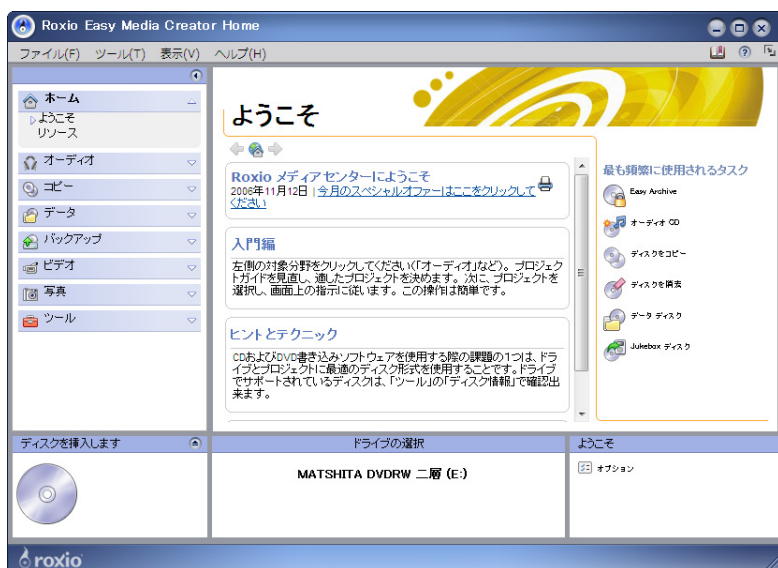 Roxio Easy Media Creator Home
ファイル(F) ツール(T) 表示(V) ヘルプ(H)
ホーム
ようこそ
リソース
オーディオ
コピー
データ
バックアップ
ビデオ
写真
ツール
ようこそ
Roxio メディアセンターにようこそ
2006年11月12日 | 今月のスペシャルオファーはここをクリックして
ください
入門編
左側の対象分野をクリックしてください(「オーディオ」など)。プロジェク
トガイドを見直し、適したプロジェクトを決めます。次に、プロジェクトを
選択し、画面上の指示に従います。この操作は簡単です。
ヒントとテクニック
CDおよびDVD書き込みソフトウェアを使用する際の課題の1つは、ドラ
イブとプロジェクトに最適のディスク形式を使用することです。ドライブ
でサポートされているディスクは、「ツール」の「ディスク情報」で確認出
来ます。
最も頻繁に使用されるタスク
Easy Archive
オーディオ CD
ディスクをコピー
ディスクを消去
データ ディスク
Jukebox ディスク
ディスクを挿入します
ドライブの選択
MATSHITA DVDRW 二層 (E:)
ようこそ
オプション
roxio